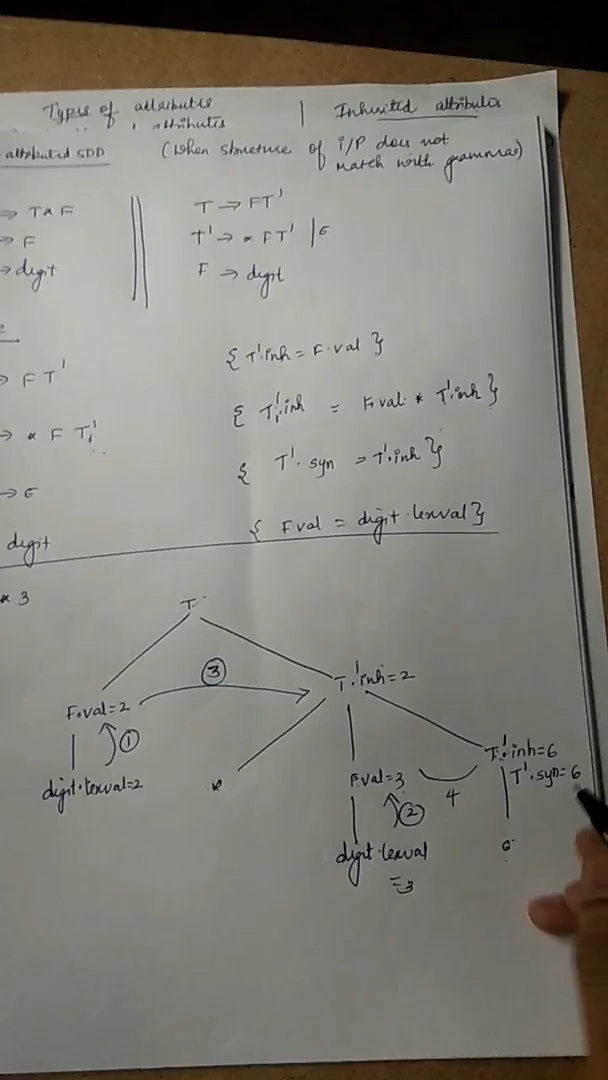 Types of attributes | Inherited attributes
attributes
attributed SDD (when structure of i/p does not
match with grammar)
→ T * F T → FT'
→ F T' → * FT' | ε
→ digit F → digit
{ T'.inh = F.val }
→ F T'
{ T₁'.inh = F.val * T'.inh }
→ * F T₁'
{ T'.syn = T'.inh }
→ ε
{ F.val = digit.lexval }
digit
* 3
T
③ T'.inh = 2
F.val = 2
① T₁'.inh = 6
digit.lexval = 2 * F.val = 3 T'.syn = 6
4
②
digit.lexval ε
= 3